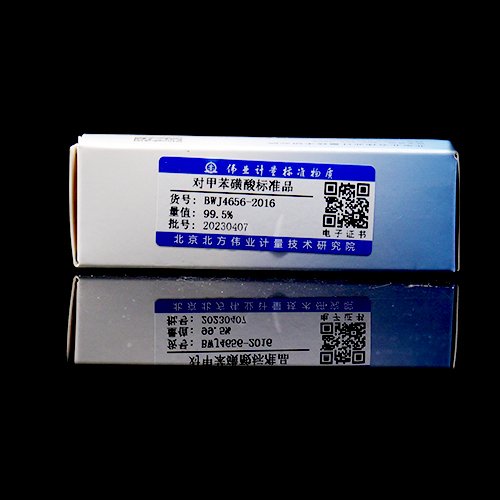 伟业计量标准物质
对甲苯磺酸标准品
货号: BWJ4656-2016
量值: 99.5%
批号: 20230407
电子证书
北京北方伟业计量技术研究院